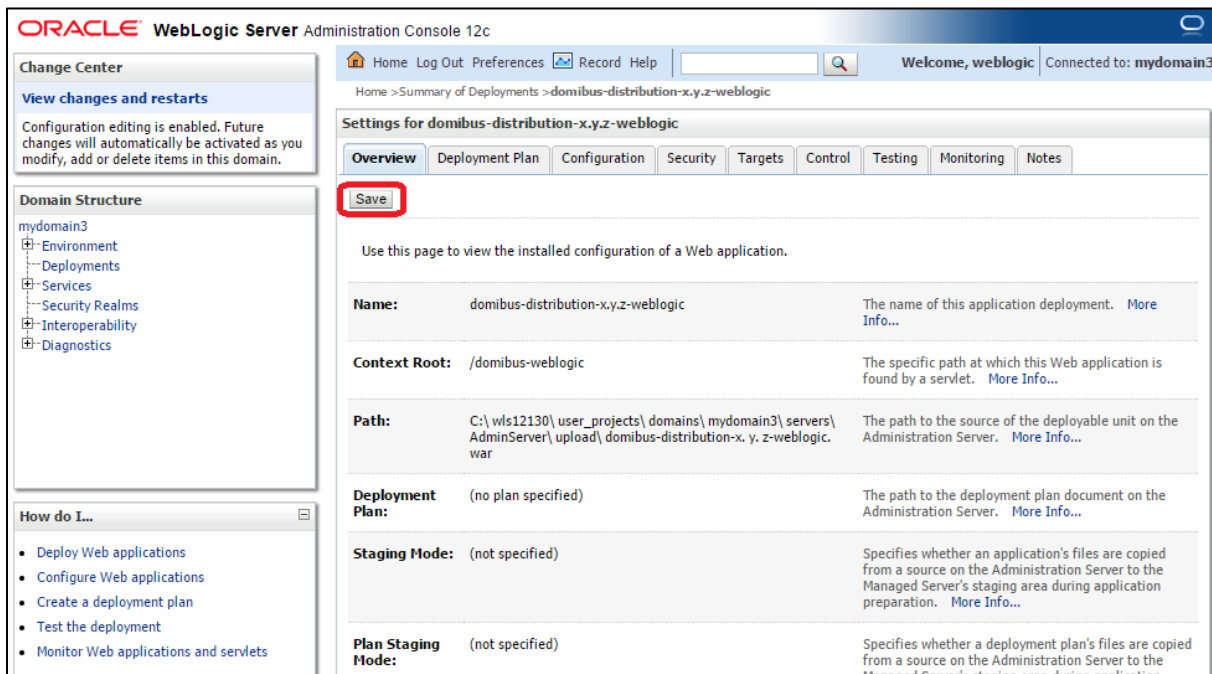 ORACLE WebLogic Server Administration Console 12c
Change Center
View changes and restarts
Configuration editing is enabled. Future
changes will automatically be activated as you
modify, add or delete items in this domain.
Domain Structure
mydomain3
Environment
Deployments
Services
Security Realms
Interoperability
Diagnostics
How do I...
Deploy Web applications
Configure Web applications
Create a deployment plan
Test the deployment
Monitor Web applications and servlets
Home Log Out Preferences Record Help
Welcome, weblogic Connected to: mydomain3
Home >Summary of Deployments >domibus-distribution-x.y.z-weblogic
Settings for domibus-distribution-x.y.z-weblogic
Overview Deployment Plan Configuration Security Targets Control Testing Monitoring Notes
Save
Use this page to view the installed configuration of a Web application.
Name: domibus-distribution-x.y.z-weblogic
The name of this application deployment. More
Info...
Context Root: /domibus-weblogic
The specific path at which this Web application is
found by a servlet. More Info...
Path:
C:\ wls12130\ user_projects\ domains\ mydomain3\ servers\
AdminServer\ upload\ domibus-distribution-x. y. z-weblogic.
war
The path to the source of the deployable unit on the
Administration Server. More Info...
Deployment
Plan:
(no plan specified)
The path to the deployment plan document on the
Administration Server. More Info...
Staging Mode: (not specified)
Specifies whether an application's files are copied
from a source on the Administration Server to the
Managed Server's staging area during application
preparation. More Info...
Plan Staging
Mode:
(not specified)
Specifies whether a deployment plan's files are copied
from a source on the Administration Server to the
Managed Server's staging area during application